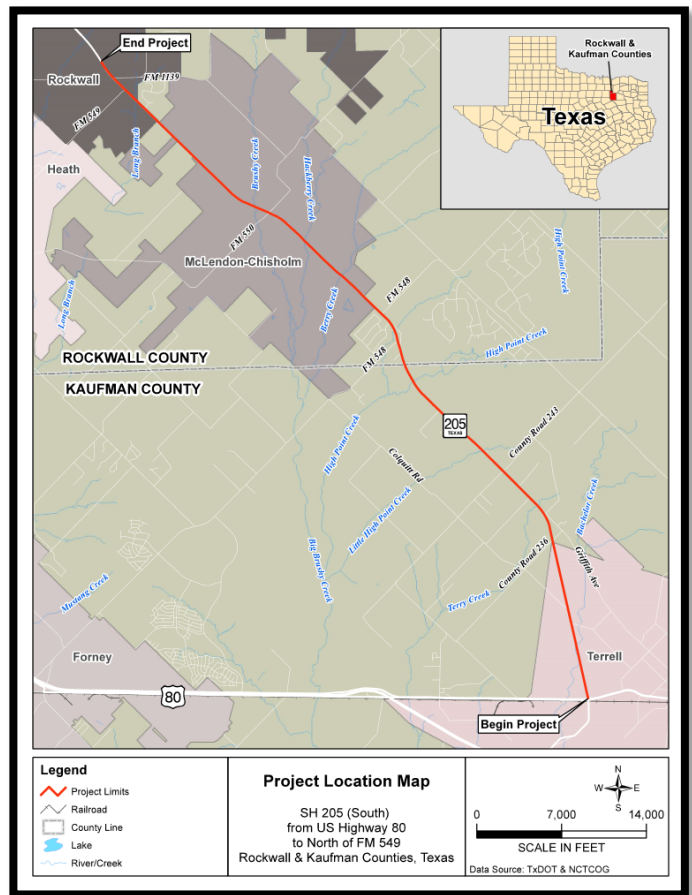 End Project
Rockwall
FM 1139
FM 549
Long Branch
Heath
Brushy Creek
Hackberry Creek
Rockwall &
Kaufman Counties
Texas
FM 550
McLendon-Chisholm
High Point Creek
FM 548
Berry Creek
Long Branch
High Point Creek
FM 548
ROCKWALL COUNTY
KAUFMAN COUNTY
205
TEXAS
County Road 243
High Point Creek
Colquitt Rd
Little High Point Creek
Bachelor Creek
Big Brushy Creek
County Road 236
Griffith Ave
Terry Creek
Mustang Creek
Forney
Terrell
80
Begin Project
Legend
Project Limits
Railroad
County Line
Lake
River/Creek
Project Location Map
SH 205 (South)
from US Highway 80
to North of FM 549
Rockwall & Kaufman Counties, Texas
N
W E
S
0 7,000 14,000
SCALE IN FEET
Data Source: TxDOT & NCTCOG